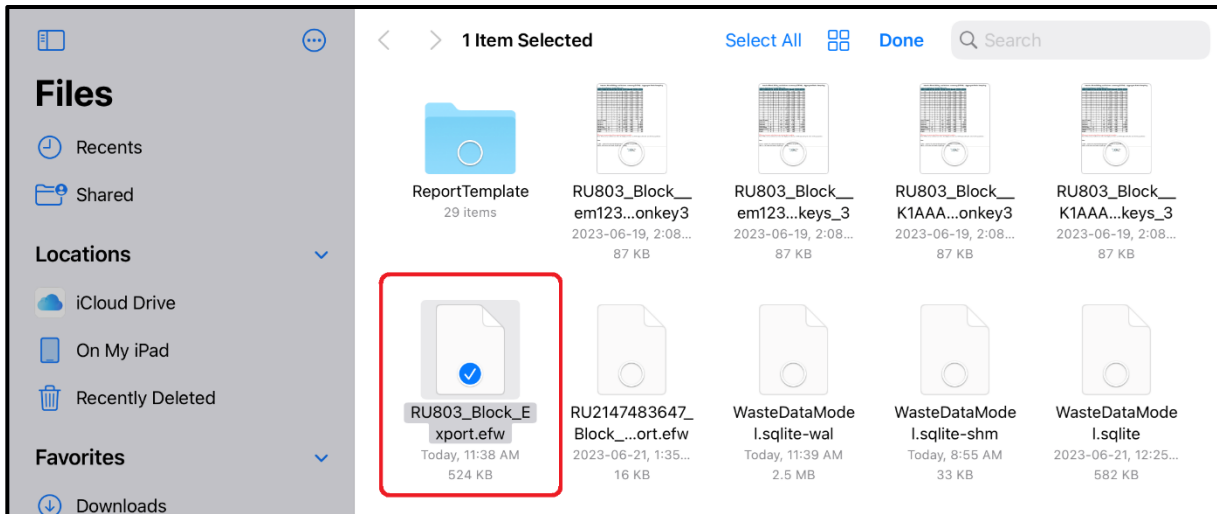 1 Item Selected
Select All
Done
Search
Files
Recents
Shared
Locations
iCloud Drive
On My iPad
Recently Deleted
Favorites
Downloads
ReportTemplate
29 items
RU803_Block__
em123...onkey3
2023-06-19, 2:08...
87 KB
RU803_Block__
em123...keys_3
2023-06-19, 2:08...
87 KB
RU803_Block__
K1AAA...onkey3
2023-06-19, 2:08...
87 KB
RU803_Block__
K1AAA...keys_3
2023-06-19, 2:08...
87 KB
RU803_Block_E
xport.efw
Today, 11:38 AM
524 KB
RU2147483647_
Block_...ort.efw
2023-06-21, 1:35...
16 KB
WasteDataMode
l.sqlite-wal
Today, 11:39 AM
2.5 MB
WasteDataMode
l.sqlite-shm
Today, 8:55 AM
33 KB
WasteDataMode
l.sqlite
2023-06-21, 12:25...
582 KB